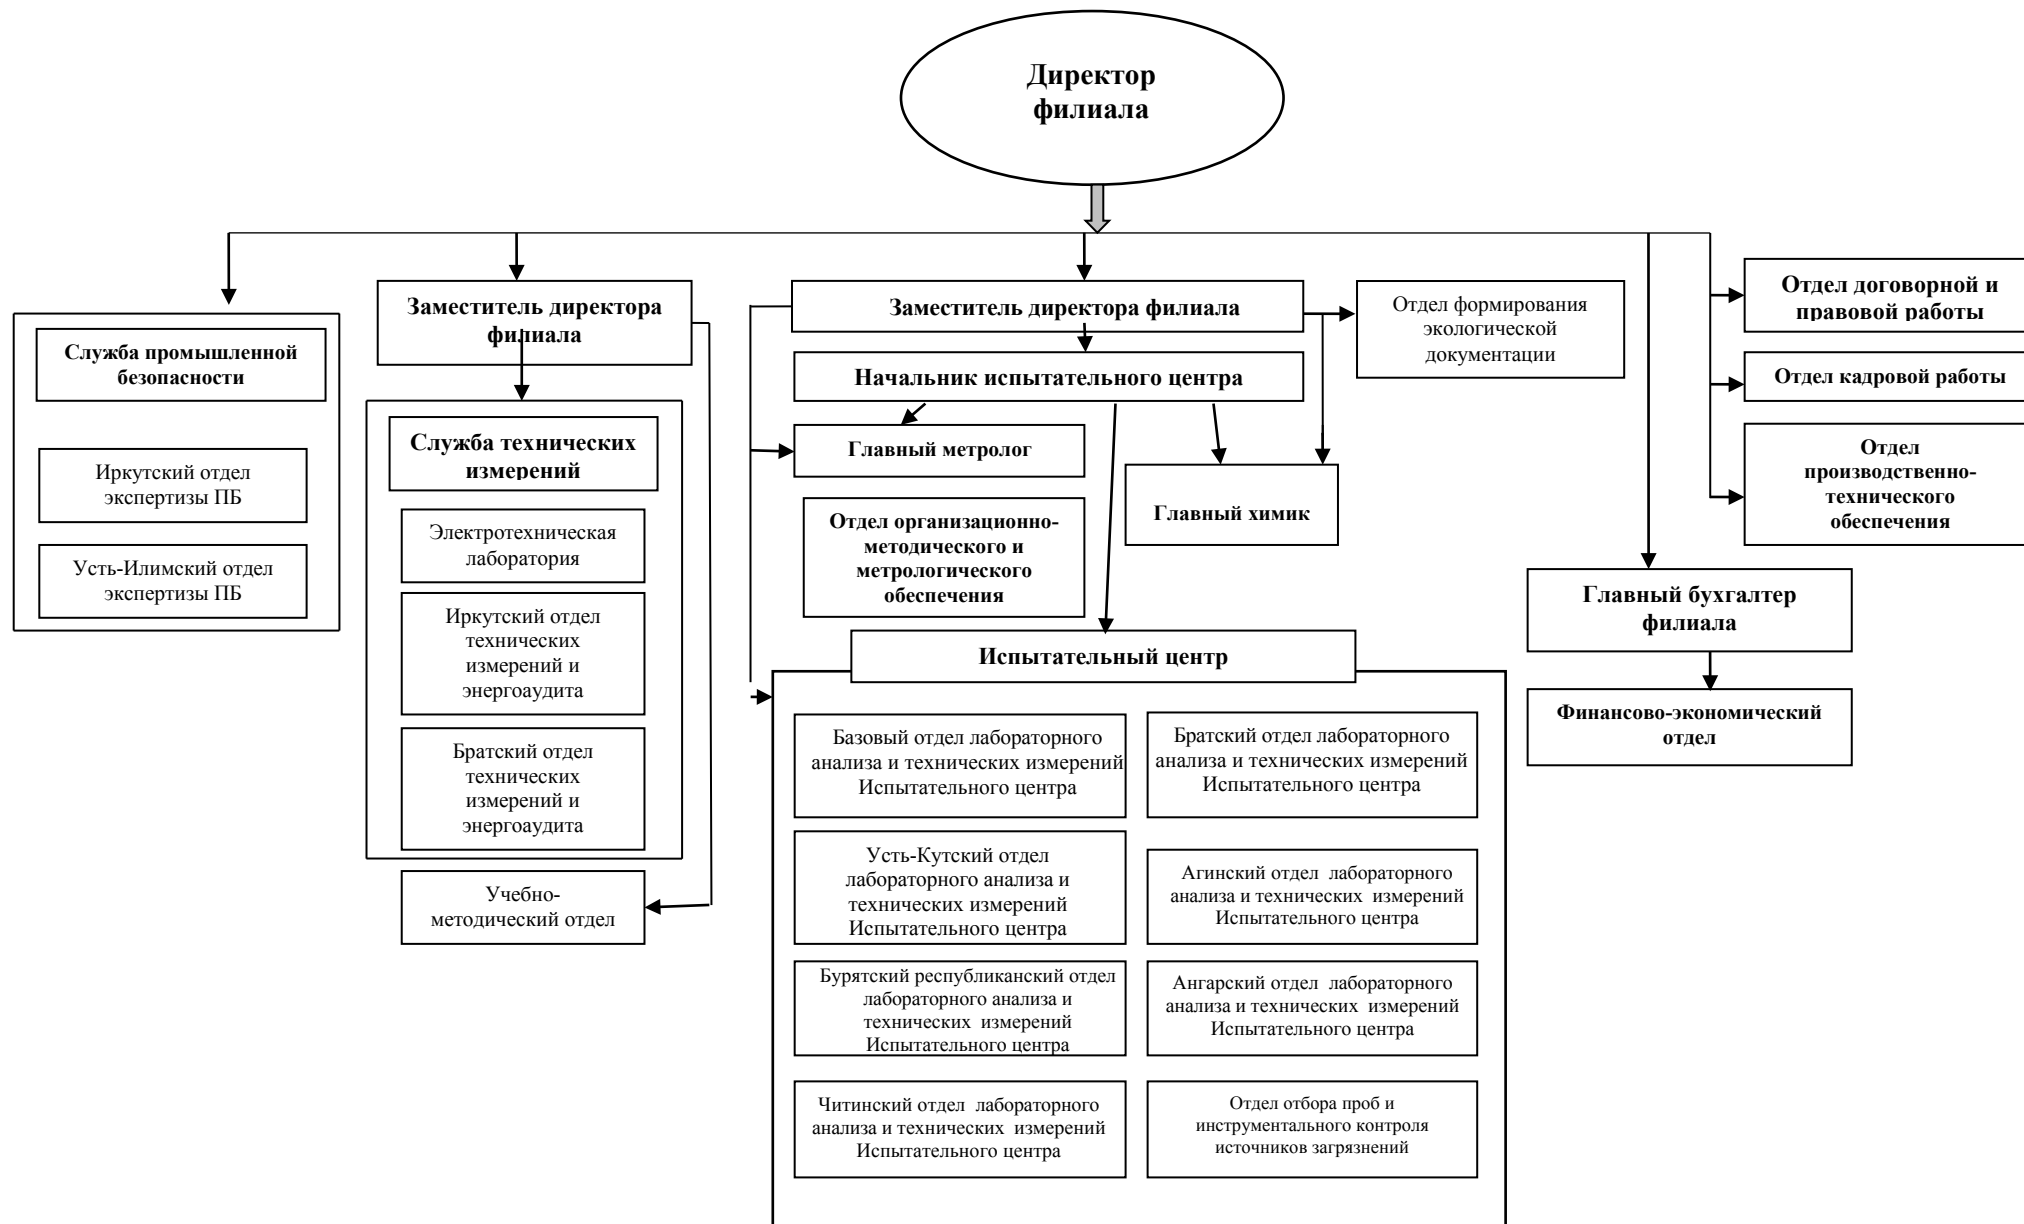 Директор
филиала
Служба промышленной
безопасности
Иркутский отдел
экспертизы ПБ
Усть-Илимский отдел
экспертизы ПБ
Заместитель директора
филиала
Служба технических
измерений
Электротехническая
лаборатория
Иркутский отдел
технических
измерений и
энергоаудита
Братский отдел
технических
измерений и
энергоаудита
Учебно-
методический отдел
Заместитель директора филиала
Начальник испытательного центра
Главный метролог
Отдел организационно-
методического и
метрологического
обеспечения
Главный химик
Отдел формирования
экологической
документации
Испытательный центр
Базовый отдел лабораторного
анализа и технических измерений
Испытательного центра
Братский отдел лабораторного
анализа и технических измерений
Испытательного центра
Усть-Кутский отдел
лабораторного анализа и
технических измерений
Испытательного центра
Агинский отдел лабораторного
анализа и технических измерений
Испытательного центра
Бурятский республиканский отдел
лабораторного анализа и
технических измерений
Испытательного центра
Ангарский отдел лабораторного
анализа и технических измерений
Испытательного центра
Читинский отдел лабораторного
анализа и технических измерений
Испытательного центра
Отдел отбора проб и
инструментального контроля
источников загрязнений
Главный бухгалтер
филиала
Финансово-экономический
отдел
Отдел договорной и
правовой работы
Отдел кадровой работы
Отдел
производственно-
технического
обеспечения